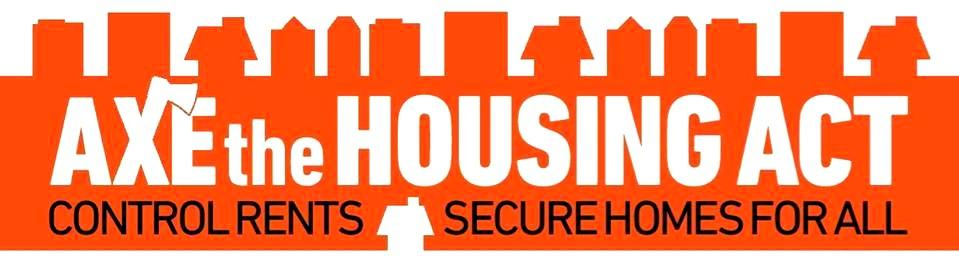 AXE the HOUSING ACT
CONTROL RENTS SECURE HOMES FOR ALL